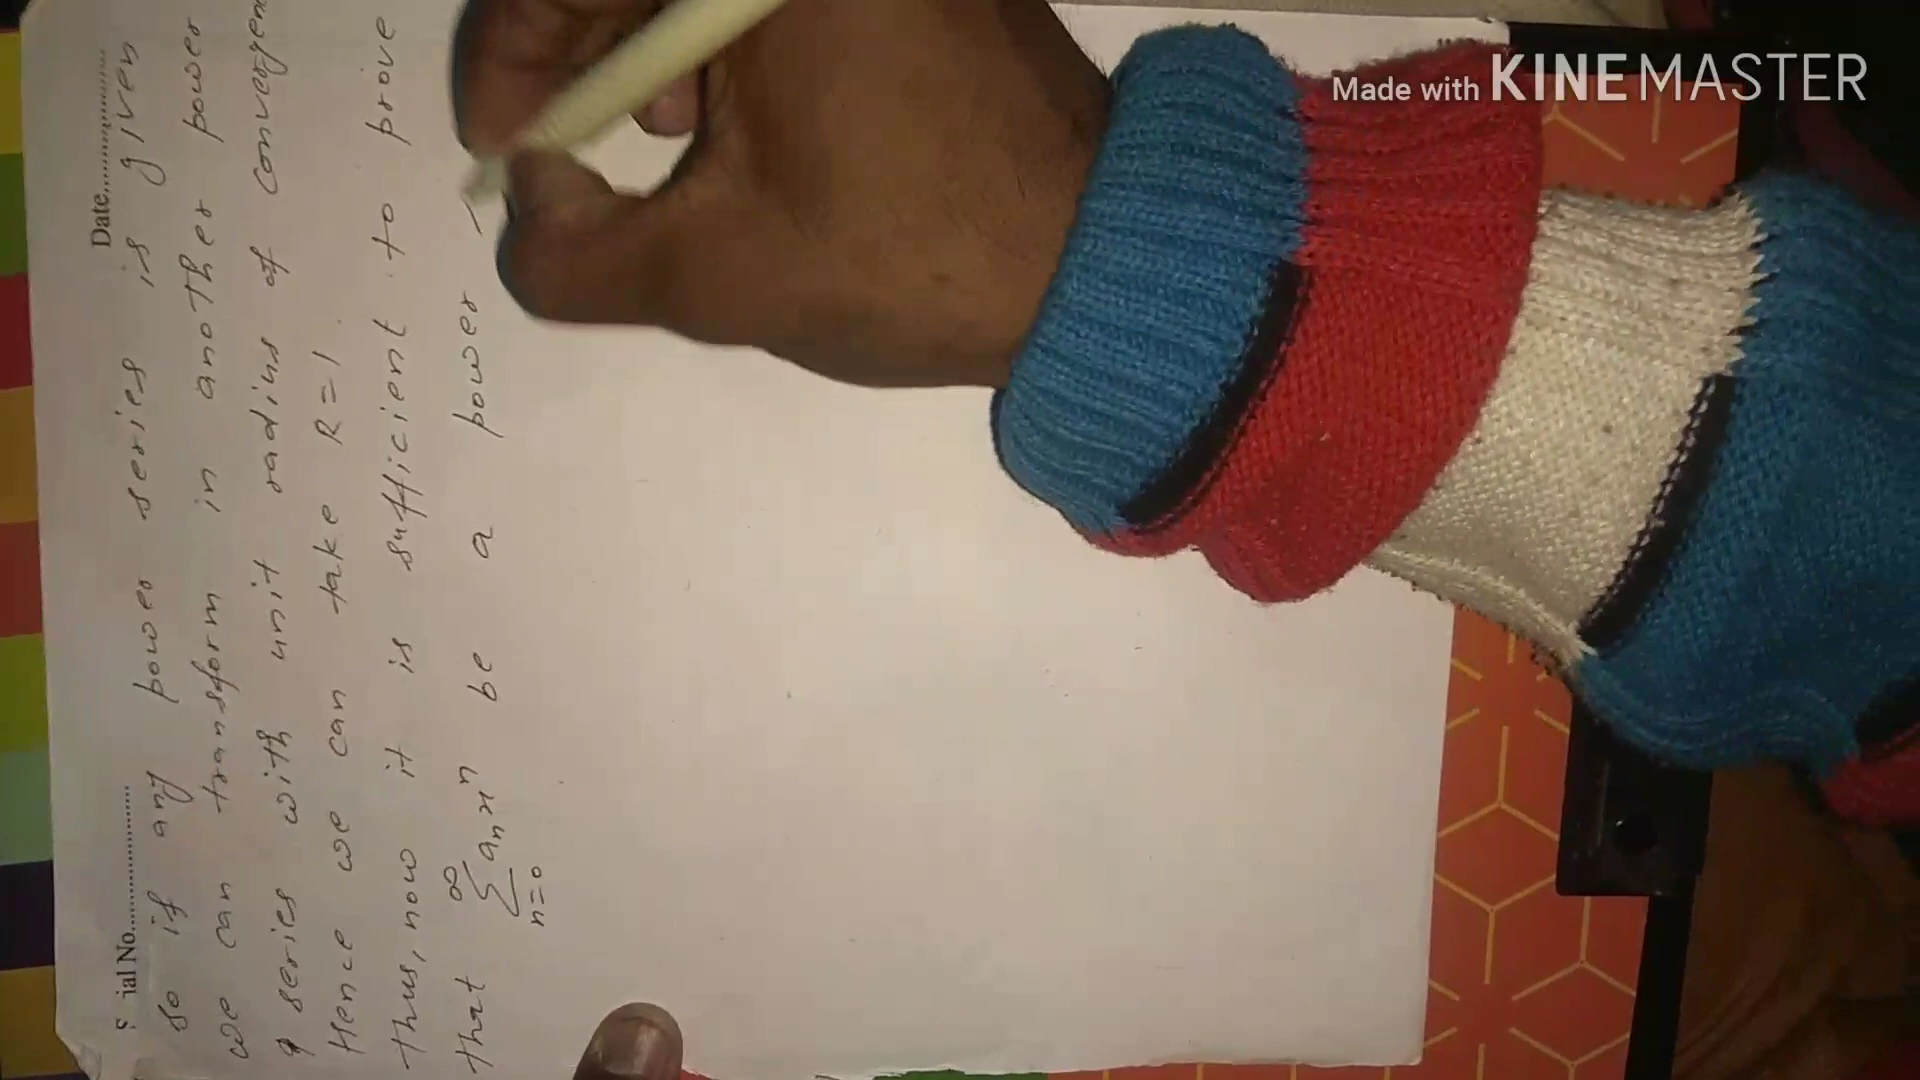 Made with KINEMASTER
S ial No............... Date...............
so if any power series is given
we can transform in another power
series with unit radius of
Hence we can take R=1.
thus, now it is sufficient to prove
that ∞∑n=0 aₙxⁿ be a power